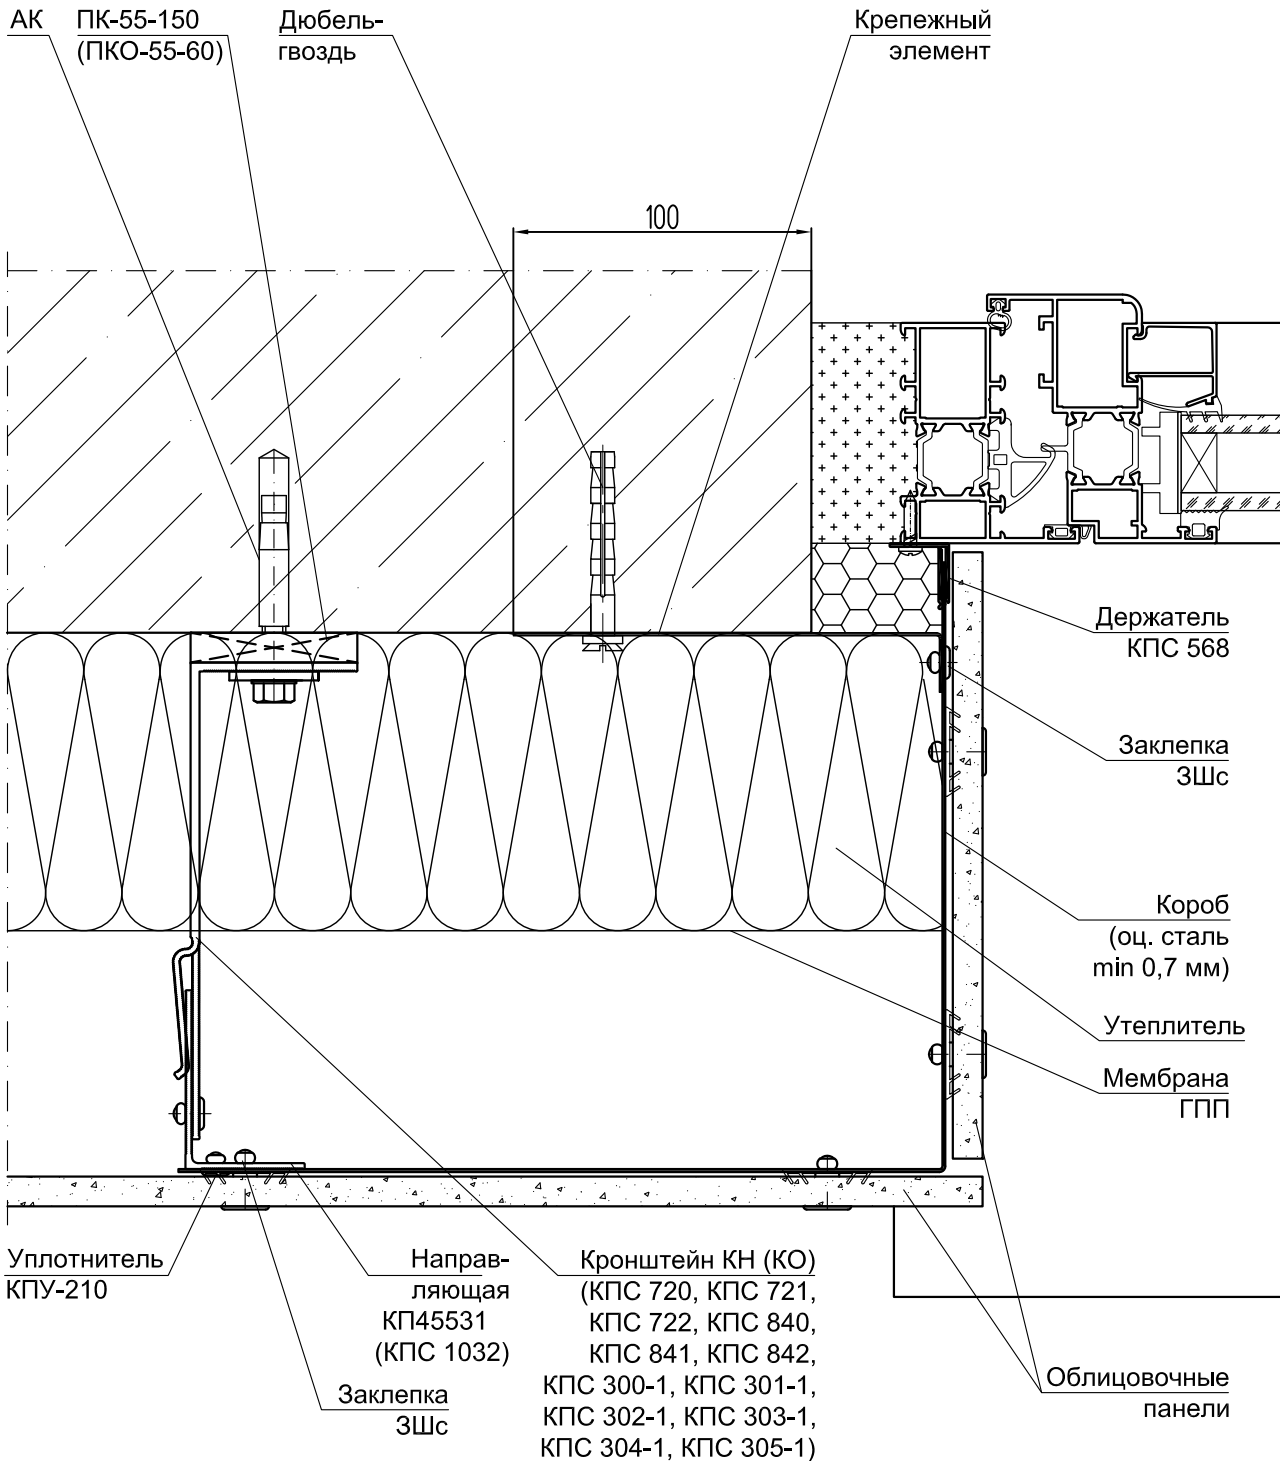 АК
ПК-55-150
(ПКО-55-60)
Дюбель-
гвоздь
Крепежный
элемент
100
Держатель
КПС 568
Заклепка
ЗШс
Короб
(оц. сталь
min 0,7 мм)
Утеплитель
Мембрана
ГПП
Уплотнитель
КПУ-210
Направ-
ляющая
КП45531
(КПС 1032)
Заклепка
ЗШс
Кронштейн КН (КО)
(КПС 720, КПС 721,
КПС 722, КПС 840,
КПС 841, КПС 842,
КПС 300-1, КПС 301-1,
КПС 302-1, КПС 303-1,
КПС 304-1, КПС 305-1)
Облицовочные
панели